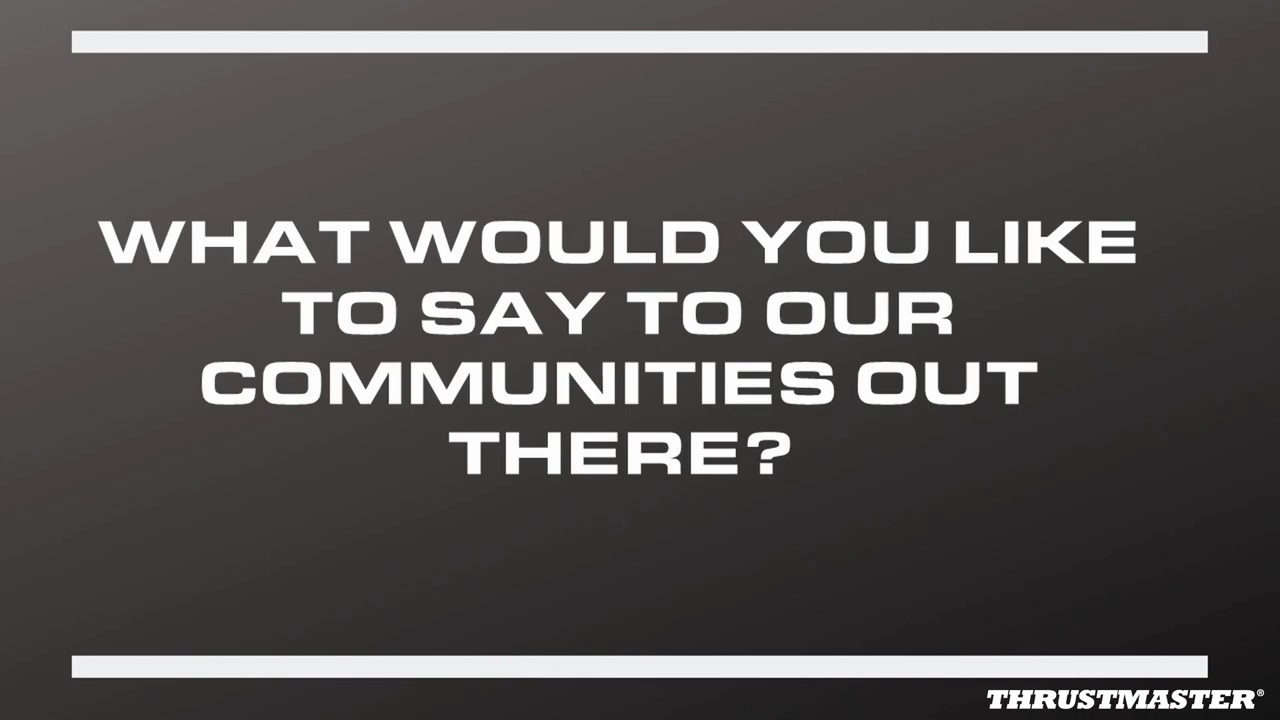 WHAT WOULD YOU LIKE
TO SAY TO OUR
COMMUNITIES OUT
THERE?
THRUSTMASTER®